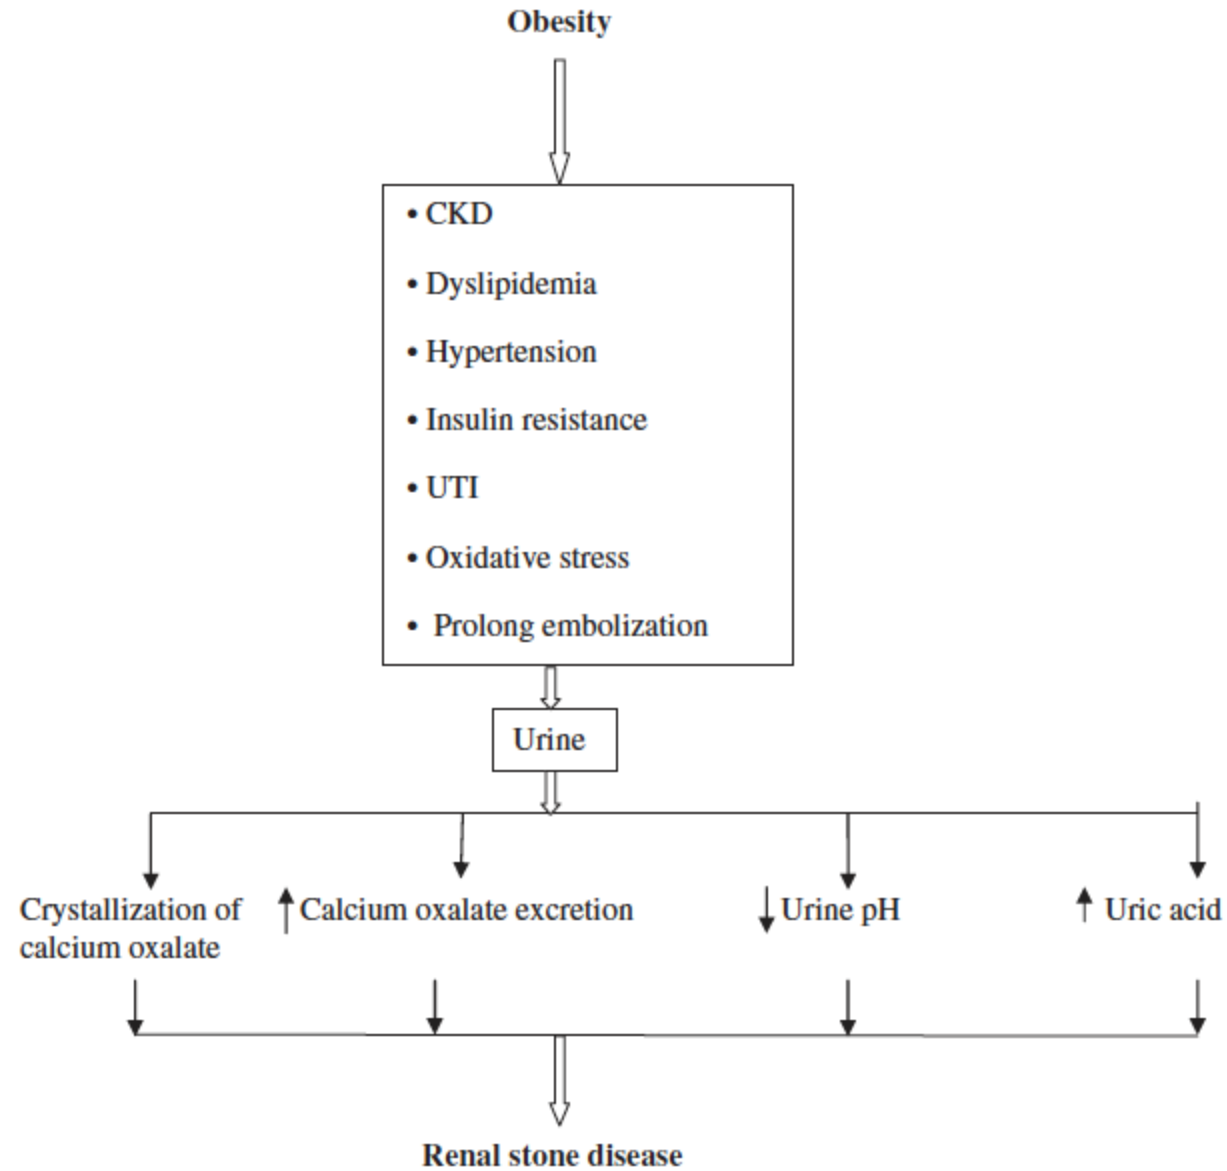 Obesity
• CKD
• Dyslipidemia
• Hypertension
• Insulin resistance
• UTI
• Oxidative stress
• Prolong embolization
Urine
Crystallization of
calcium oxalate
↑ Calcium oxalate excretion
↓ Urine pH
↑ Uric acid
Renal stone disease